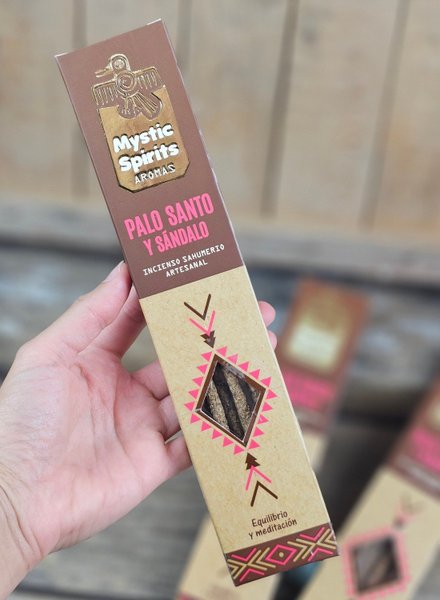 Mystic
Spirits
AROMAS
PALO SANTO
Y SÁNDALO
INCIENSO SAHUMERIO
ARTESANAL
Equilibrio
y meditación